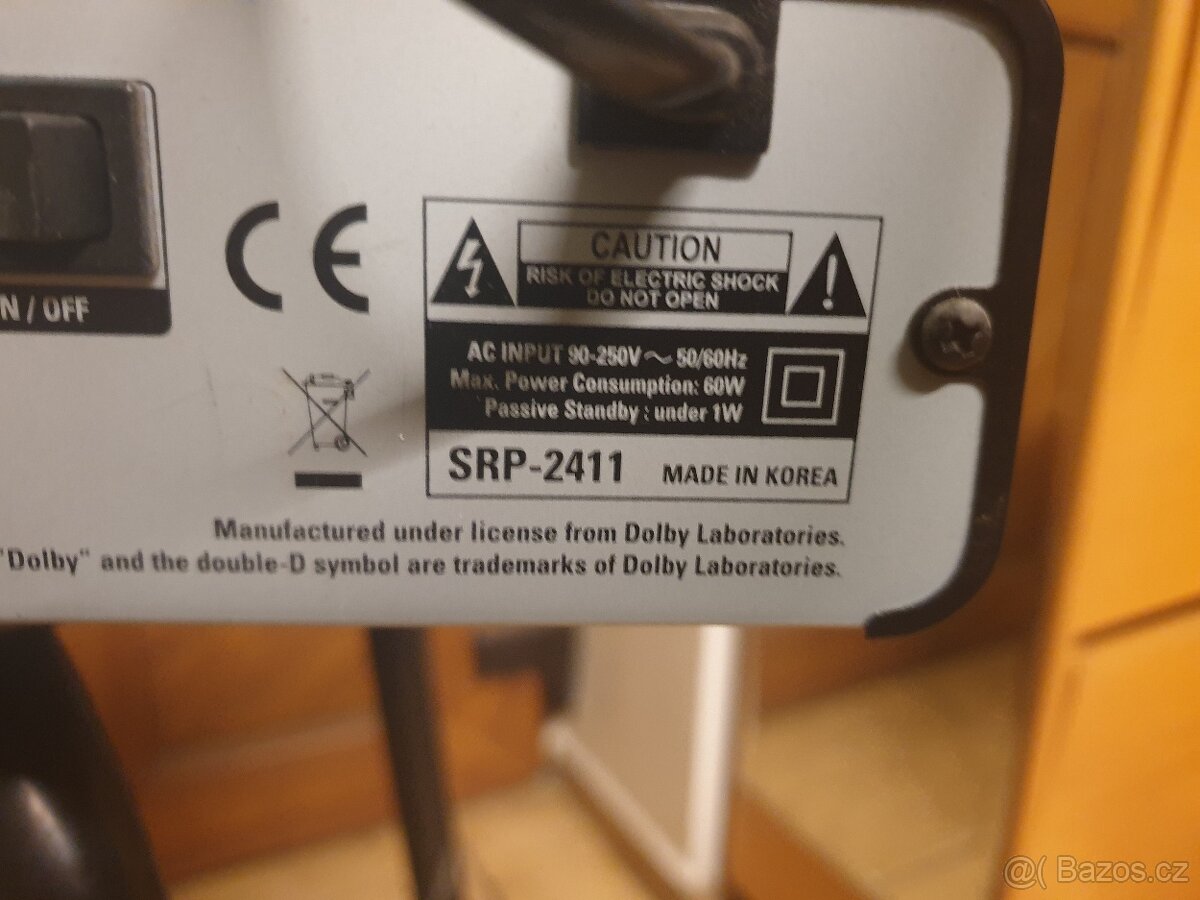 N / OFF
CE
CAUTION
RISK OF ELECTRIC SHOCK
DO NOT OPEN
AC INPUT 90-250V ~ 50/60Hz
Max. Power Consumption: 60W
Passive Standby : under 1W
SRP-2411 MADE IN KOREA
Manufactured under license from Dolby Laboratories.
"Dolby" and the double-D symbol are trademarks of Dolby Laboratories.
@( Bazos.cz